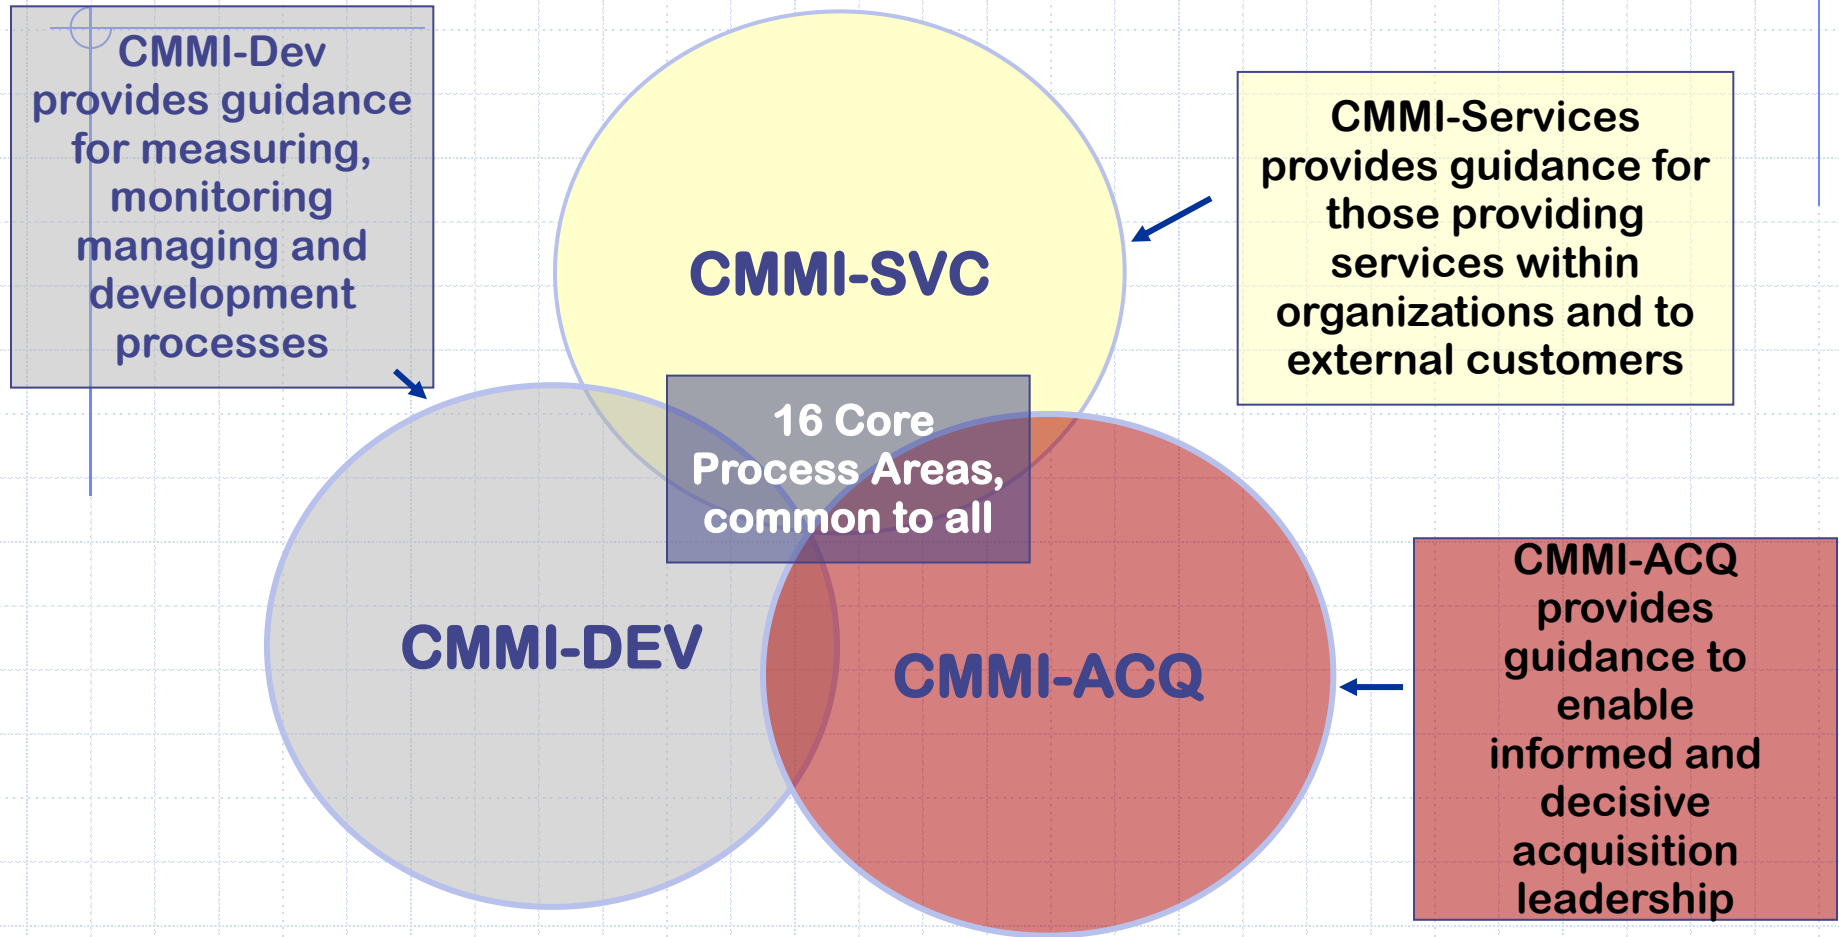 CMMI-Dev
provides guidance
for measuring,
monitoring
managing and
development
processes
CMMI-SVC
CMMI-Services
provides guidance for
those providing
services within
organizations and to
external customers
16 Core
Process Areas,
common to all
CMMI-DEV
CMMI-ACQ
CMMI-ACQ
provides
guidance to
enable
informed and
decisive
acquisition
leadership